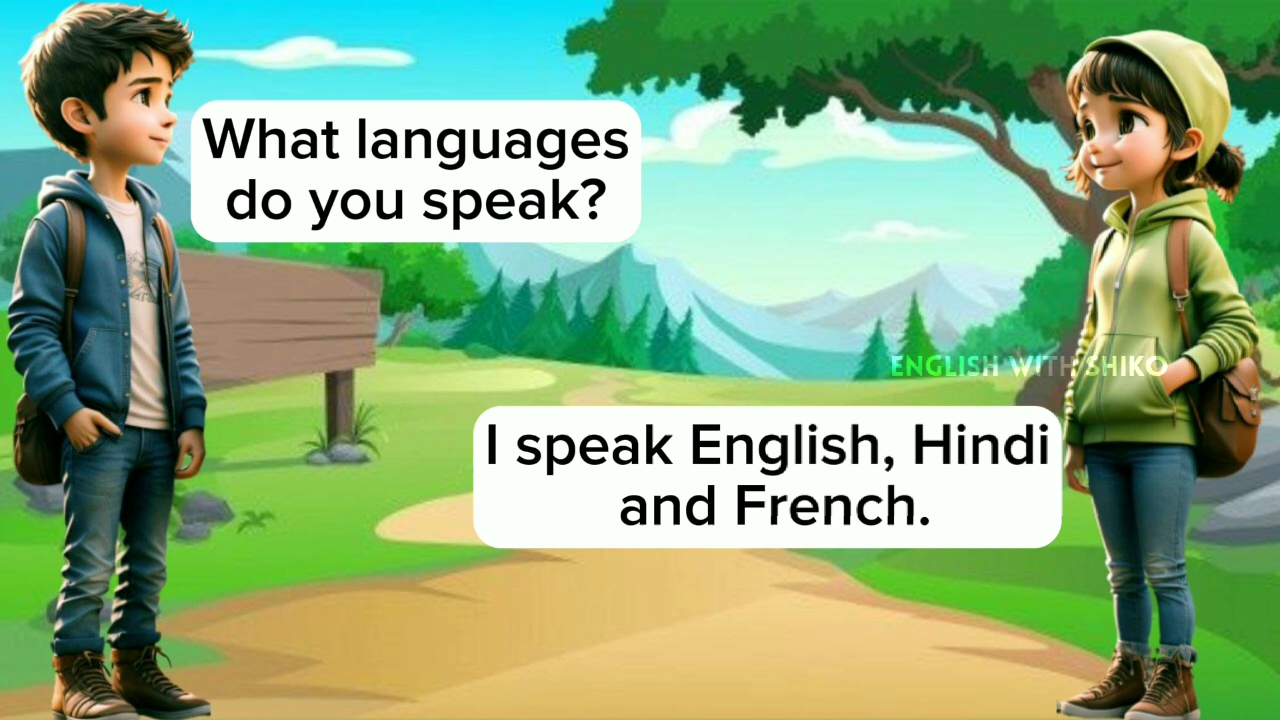 What languages
do you speak?
ENGLISH WITH SHIKO
I speak English, Hindi
and French.